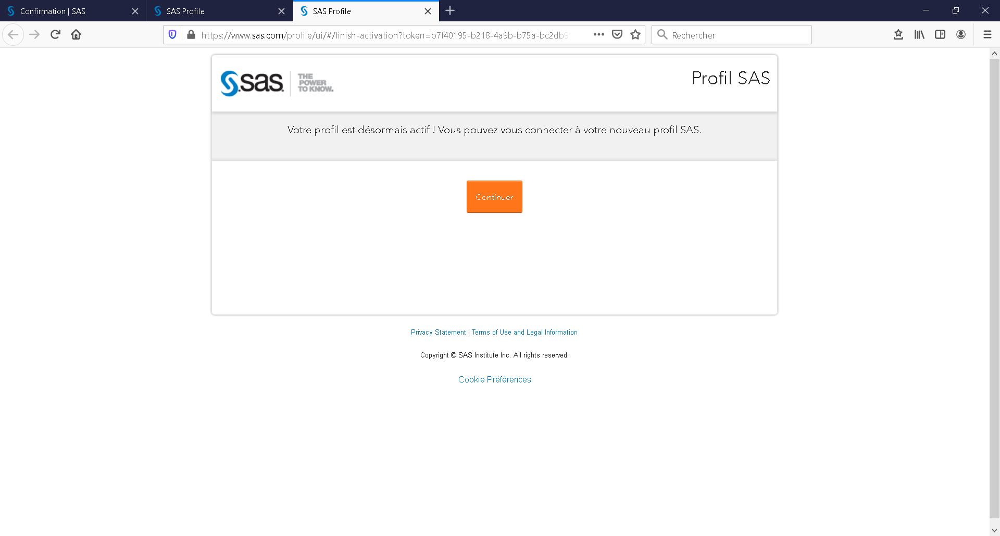 Confirmation | SAS
SAS Profile
SAS Profile
https://www.sas.com/profile/ui/#/finish-activation?token=b7f40195-b218-4a9b-b75a-bc2db9
Rechercher
sas
THE
POWER
TO KNOW.
Profil SAS
Votre profil est désormais actif ! Vous pouvez vous connecter à votre nouveau profil SAS.
Continuer
Privacy Statement | Terms of Use and Legal Information
Copyright © SAS Institute Inc. All rights reserved.
Cookie Préférences